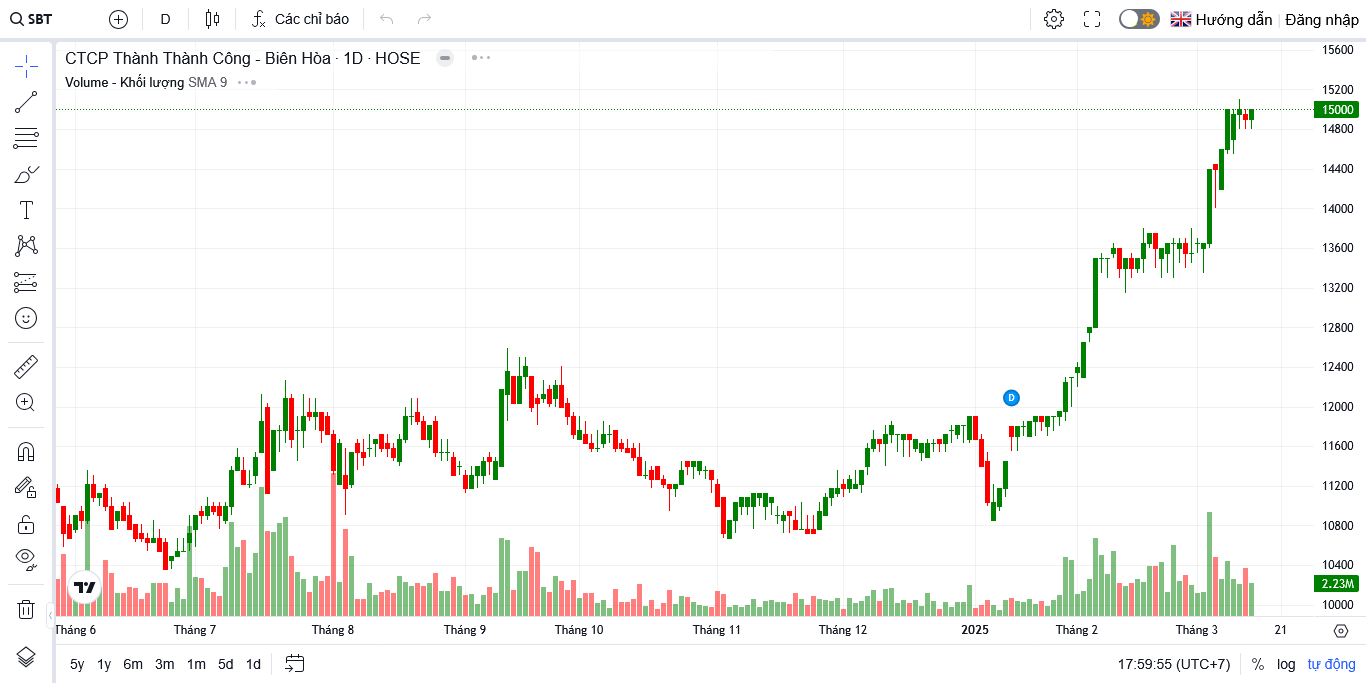 SBT D Các chỉ báo Hướng dẫn Đăng nhập
CTCP Thành Thành Công - Biên Hòa · 1D · HOSE
Volume - Khối lượng SMA 9
15600
15200
15000
14800
14400
14000
13600
13200
12800
12400
D
12000
11600
11200
10800
10400
2.23M
10000
Tháng 6 Tháng 7 Tháng 8 Tháng 9 Tháng 10 Tháng 11 Tháng 12 2025 Tháng 2 Tháng 3 21
5y 1y 6m 3m 1m 5d 1d 17:59:55 (UTC+7) % log tự động